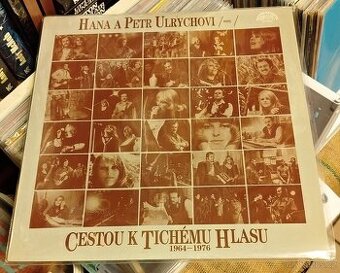 Hana a Petr Ulrychovi
Cestou k Tichému Hlasu
1964—1976